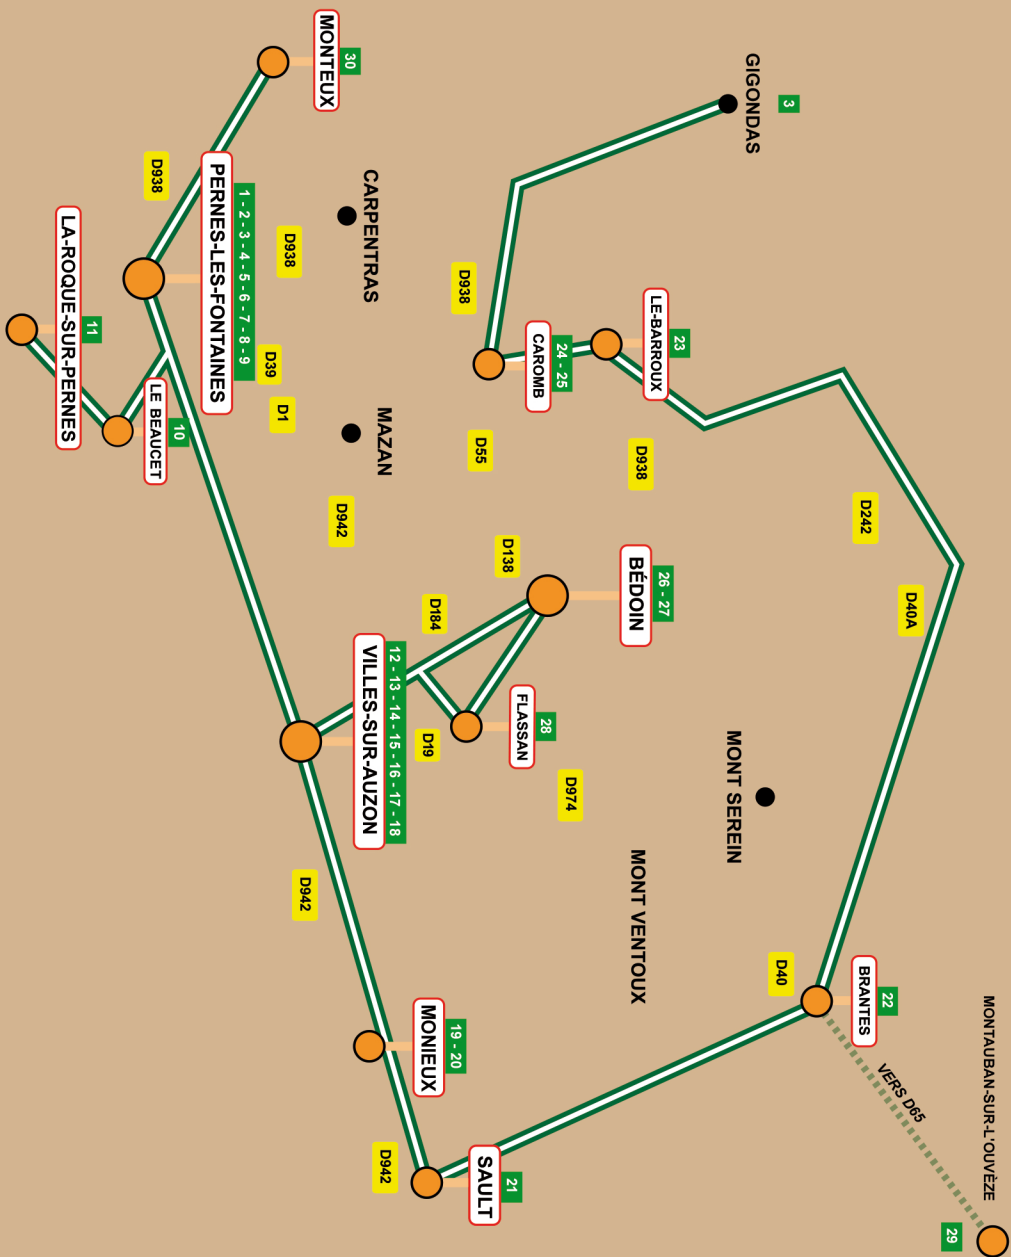 MONTAUBAN-SUR-L'OUVÈZE
29
VERS D65
D40A
22
BRANTES
D242
3
GIGONDAS
D40
MONT SEREIN
23
LE-BARROUX
D938
26 - 27
BÉDOIN
MONT VENTOUX
24 - 25
CAROMB
D974
28
FLASSAN
D138
21
SAULT
D55
D938
19 - 20
MONIEUX
D184
D19
12 - 13 - 14 - 15 - 16 - 17 - 18
VILLES-SUR-AUZON
D942
MAZAN
CARPENTRAS
30
MONTEUX
D942
D942
D938
D1
D39
1 - 2 - 3 - 4 - 5 - 6 - 7 - 8 - 9
PERNES-LES-FONTAINES
10
LE BEAUCET
D938
11
LA-ROQUE-SUR-PERNES